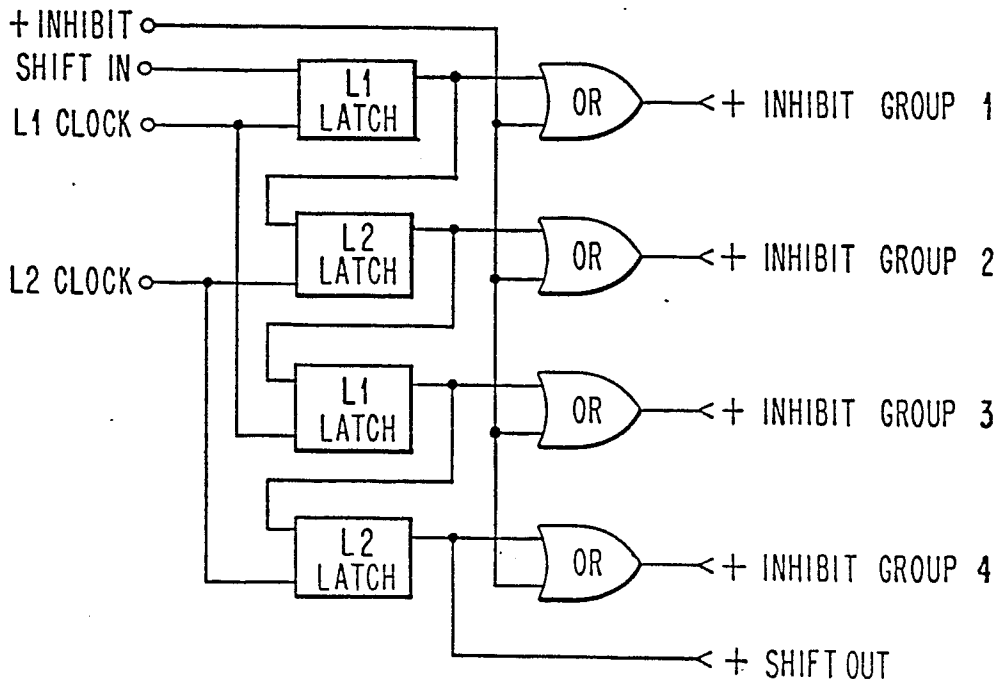 + INHIBIT
SHIFT IN
L1 CLOCK
L1
LATCH
OR
+ INHIBIT GROUP 1
L2 CLOCK
L2
LATCH
OR
+ INHIBIT GROUP 2
L1
LATCH
OR
+ INHIBIT GROUP 3
L2
LATCH
OR
+ INHIBIT GROUP 4
+ SHIFT OUT